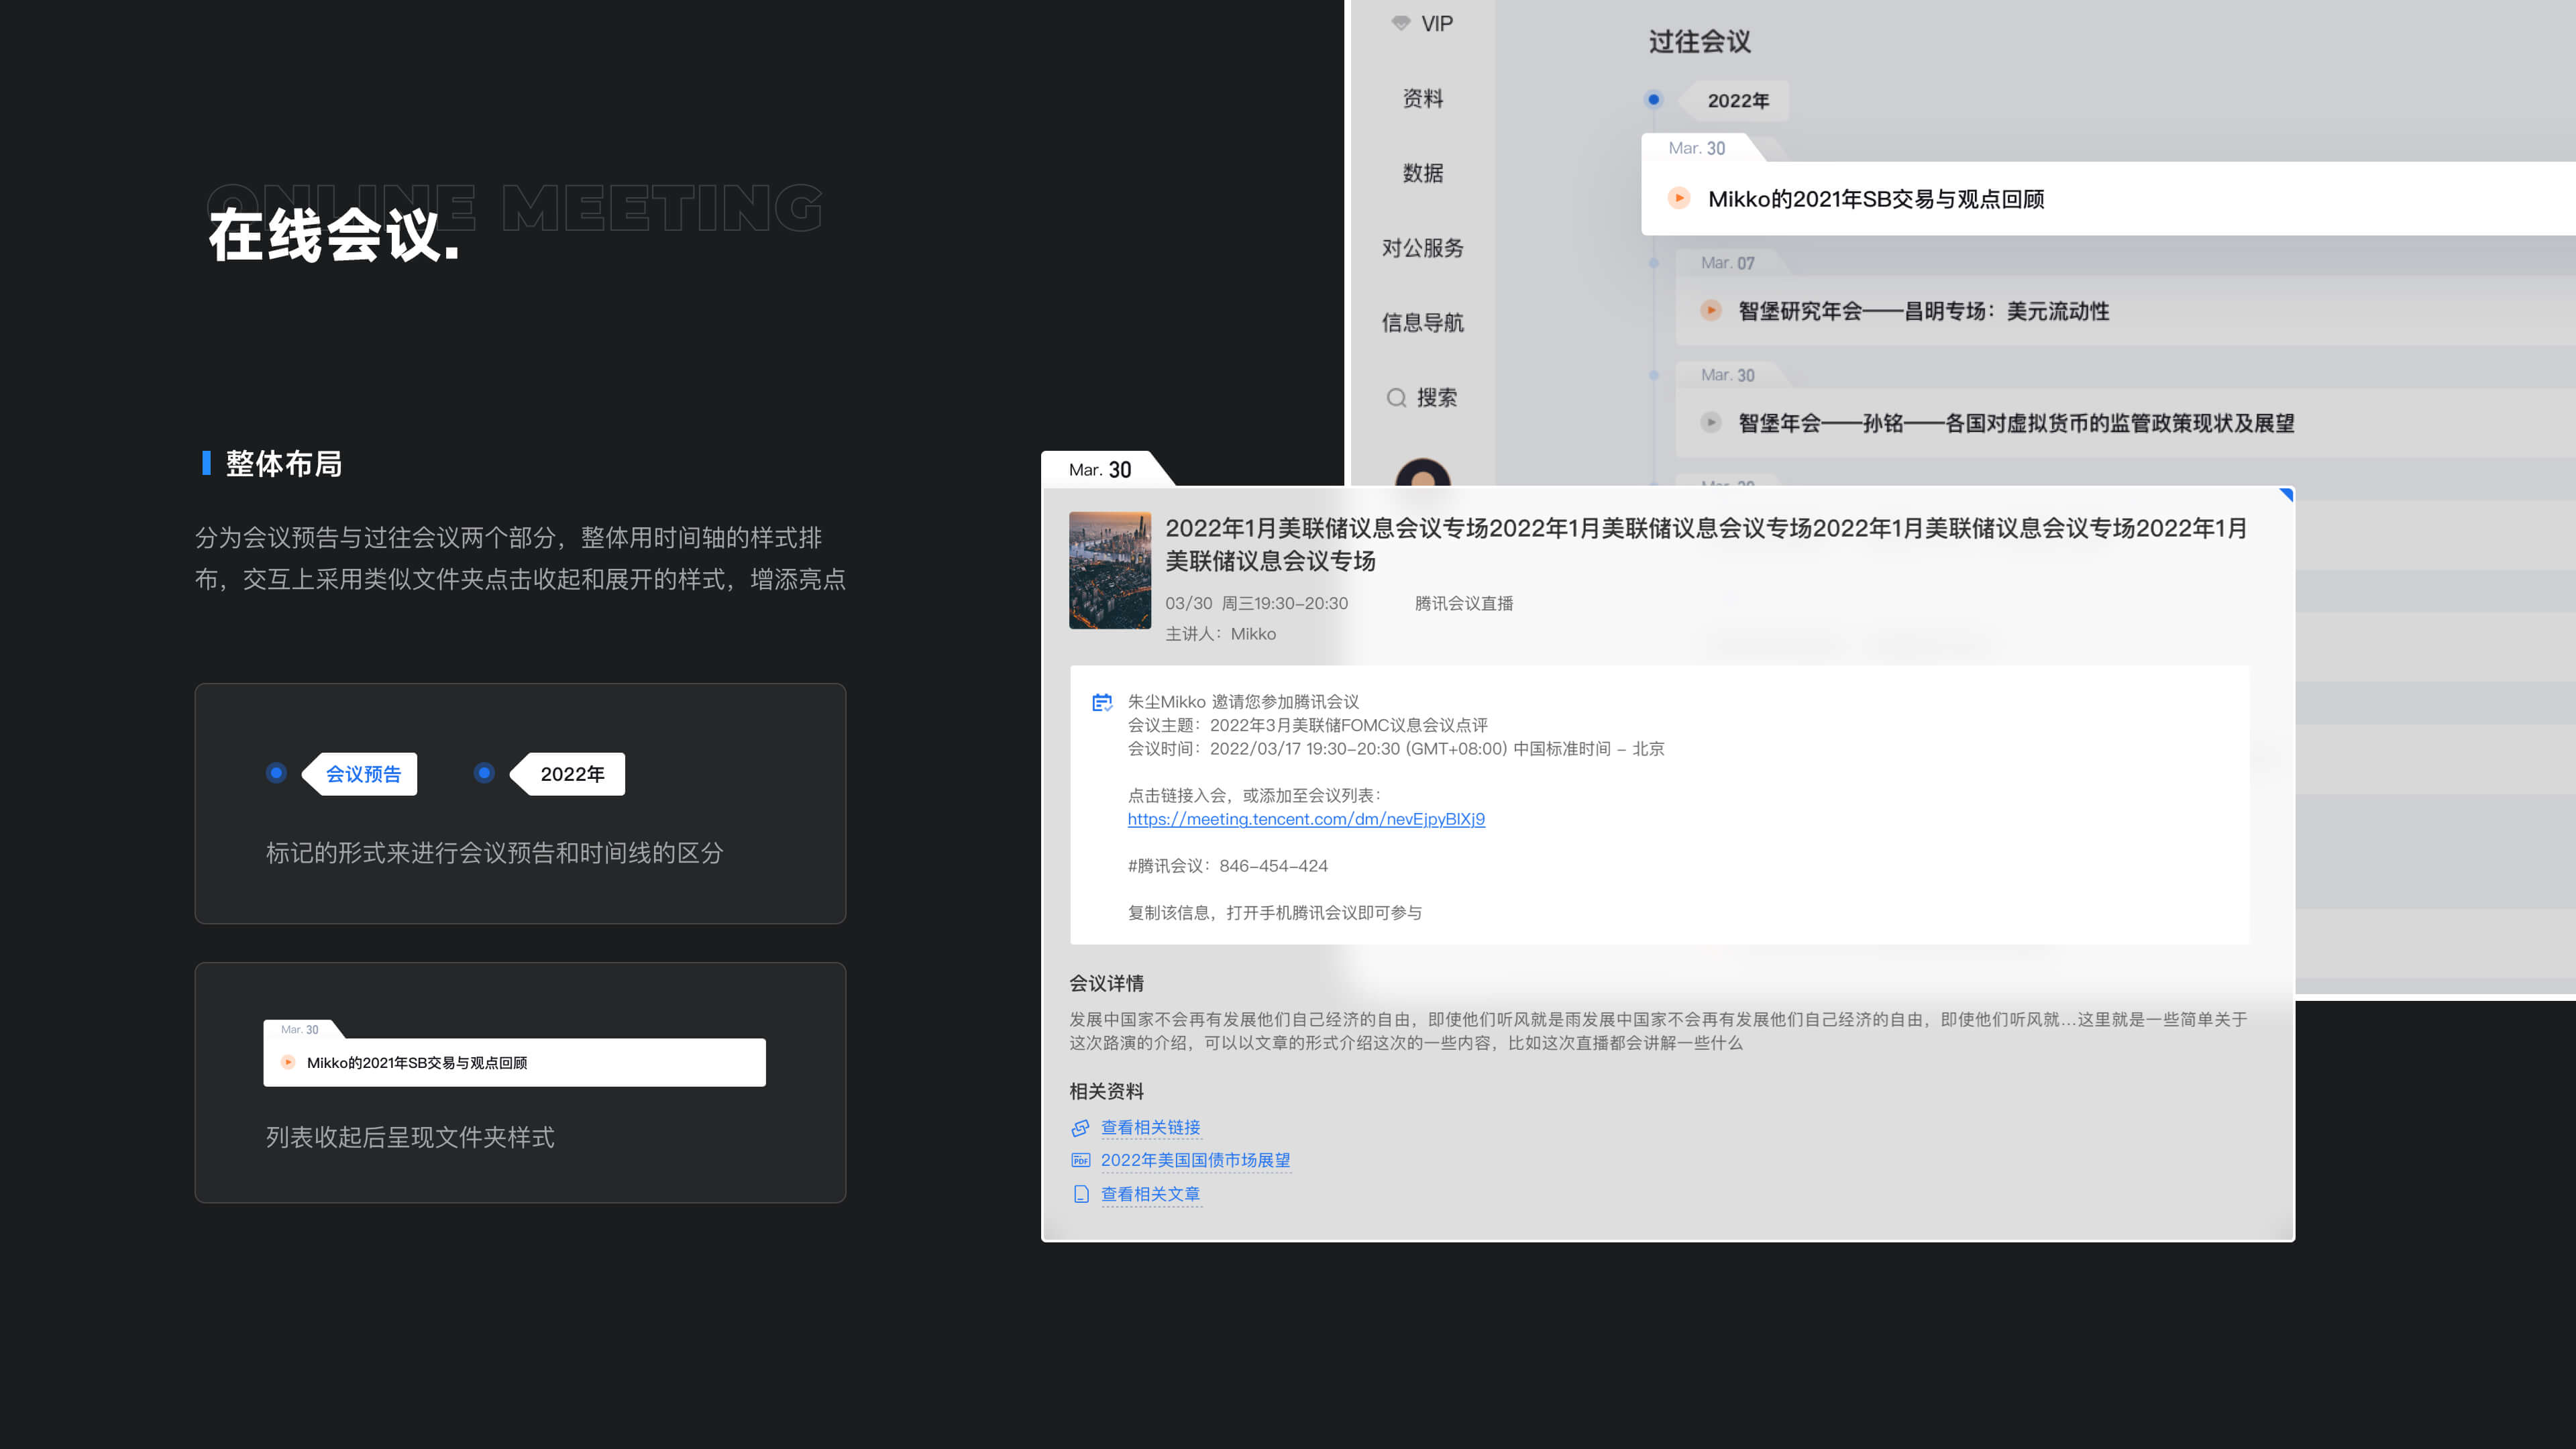 ONLINE MEETING
在线会议.
整体布局
分为会议预告与过往会议两个部分，整体用时间轴的样式排
布，交互上采用类似文件夹点击收起和展开的样式，增添亮点
会议预告
2022年
标记的形式来进行会议预告和时间线的区分
Mar. 30
Mikko的2021年SB交易与观点回顾
列表收起后呈现文件夹样式
VIP
资料
数据
对公服务
信息导航
搜索
过往会议
2022年
Mar. 30
Mikko的2021年SB交易与观点回顾
Mar. 07
智堡研究年会——昌明专场：美元流动性
Mar. 30
智堡年会——孙铭——各国对虚拟货币的监管政策现状及展望
Mar. 30
2022年1月美联储议息会议专场2022年1月美联储议息会议专场2022年1月美联储议息会议专场2022年1月
美联储议息会议专场
03/30 周三19:30-20:30 腾讯会议直播
主讲人：Mikko
朱尘Mikko 邀请您参加腾讯会议
会议主题：2022年3月美联储FOMC议息会议点评
会议时间：2022/03/17 19:30-20:30 (GMT+08:00) 中国标准时间 - 北京
点击链接入会，或添加至会议列表：
https://meeting.tencent.com/dm/nevEjpyBIXj9
#腾讯会议：846-454-424
复制该信息，打开手机腾讯会议即可参与
会议详情
发展中国家不会再有发展他们自己经济的自由，即使他们听风就是雨发展中国家不会再有发展他们自己经济的自由，即使他们听风就...这里就是一些简单关于
这次路演的介绍，可以以文章的形式介绍这次的一些内容，比如这次直播都会讲解一些什么
相关资料
查看相关链接
PDF
2022年美国国债市场展望
查看相关文章